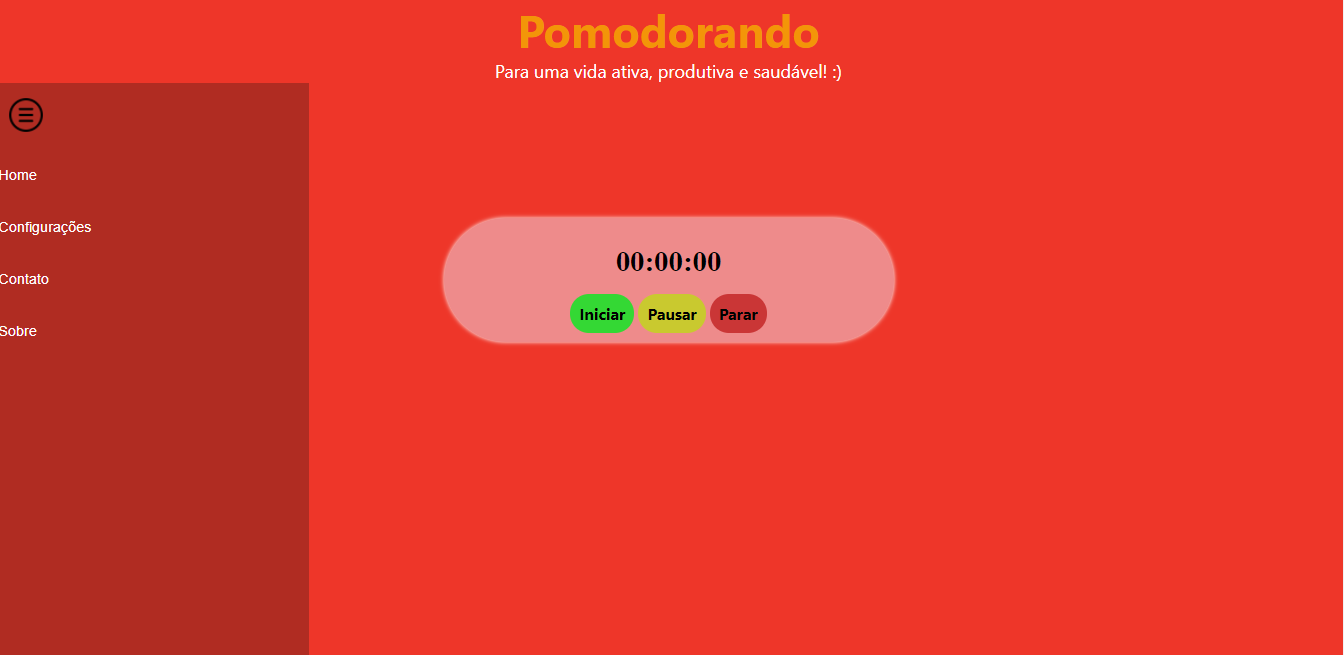 Pomodorando
Para uma vida ativa, produtiva e saudável! :)
Home
Configurações
Contato
Sobre
00:00:00
Iniciar Pausar Parar